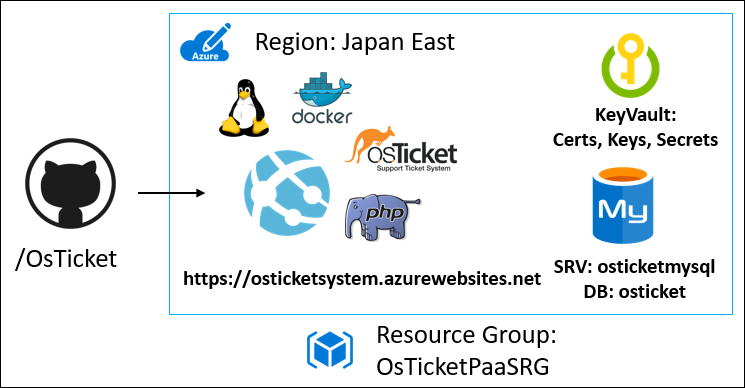 Azure
Region: Japan East
docker
osTicket
Support Ticket System
php
/OsTicket
https://osticketsystem.azurewebsites.net
KeyVault:
Certs, Keys, Secrets
My
SRV: osticketmysql
DB: osticket
Resource Group:
OsTicketPaaSRG